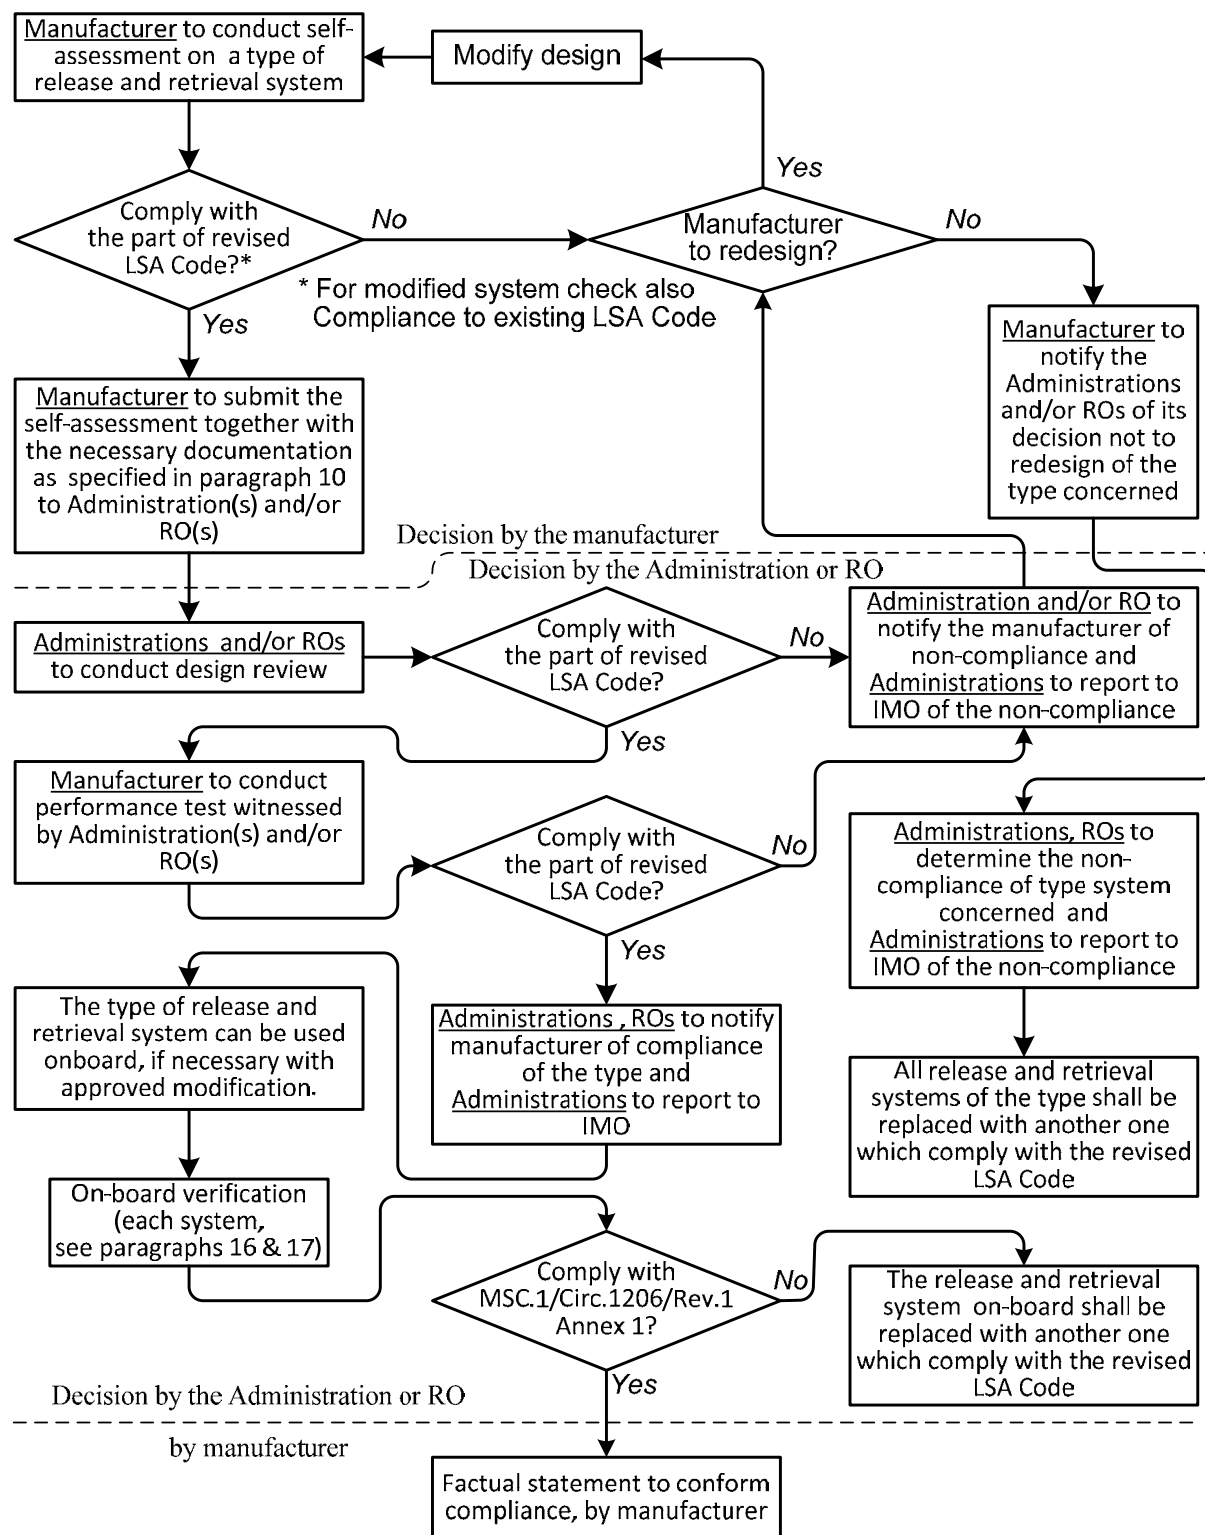 Manufacturer to conduct self-
assessment on a type of
release and retrieval system
Modify design
Yes
Comply with
the part of revised
LSA Code?*
No
Manufacturer
to redesign?
No
* For modified system check also
Compliance to existing LSA Code
Yes
Manufacturer to
notify the
Administrations
and/or ROs of its
decision not to
redesign of the
type concerned
Manufacturer to submit the
self-assessment together with
the necessary documentation
as specified in paragraph 10
to Administration(s) and/or
RO(s)
Decision by the manufacturer
Decision by the Administration or RO
Administrations and/or ROs
to conduct design review
Comply with
the part of revised
LSA Code?
No
Administration and/or RO to
notify the manufacturer of
non-compliance and
Administrations to report to
IMO of the non-compliance
Yes
Manufacturer to conduct
performance test witnessed
by Administration(s) and/or
RO(s)
Comply with
the part of revised
LSA Code?
No
Administrations, ROs to
determine the non-
compliance of type system
concerned and
Administrations to report to
IMO of the non-compliance
Yes
The type of release and
retrieval system can be used
onboard, if necessary with
approved modification.
Administrations , ROs to notify
manufacturer of compliance
of the type and
Administrations to report to
IMO
All release and retrieval
systems of the type shall be
replaced with another one
which comply with the revised
LSA Code
On-board verification
(each system,
see paragraphs 16 & 17)
Comply with
MSC.1/Circ.1206/Rev.1
Annex 1?
No
The release and retrieval
system on-board shall be
replaced with another one
which comply with the revised
LSA Code
Yes
Decision by the Administration or RO
by manufacturer
Factual statement to conform
compliance, by manufacturer